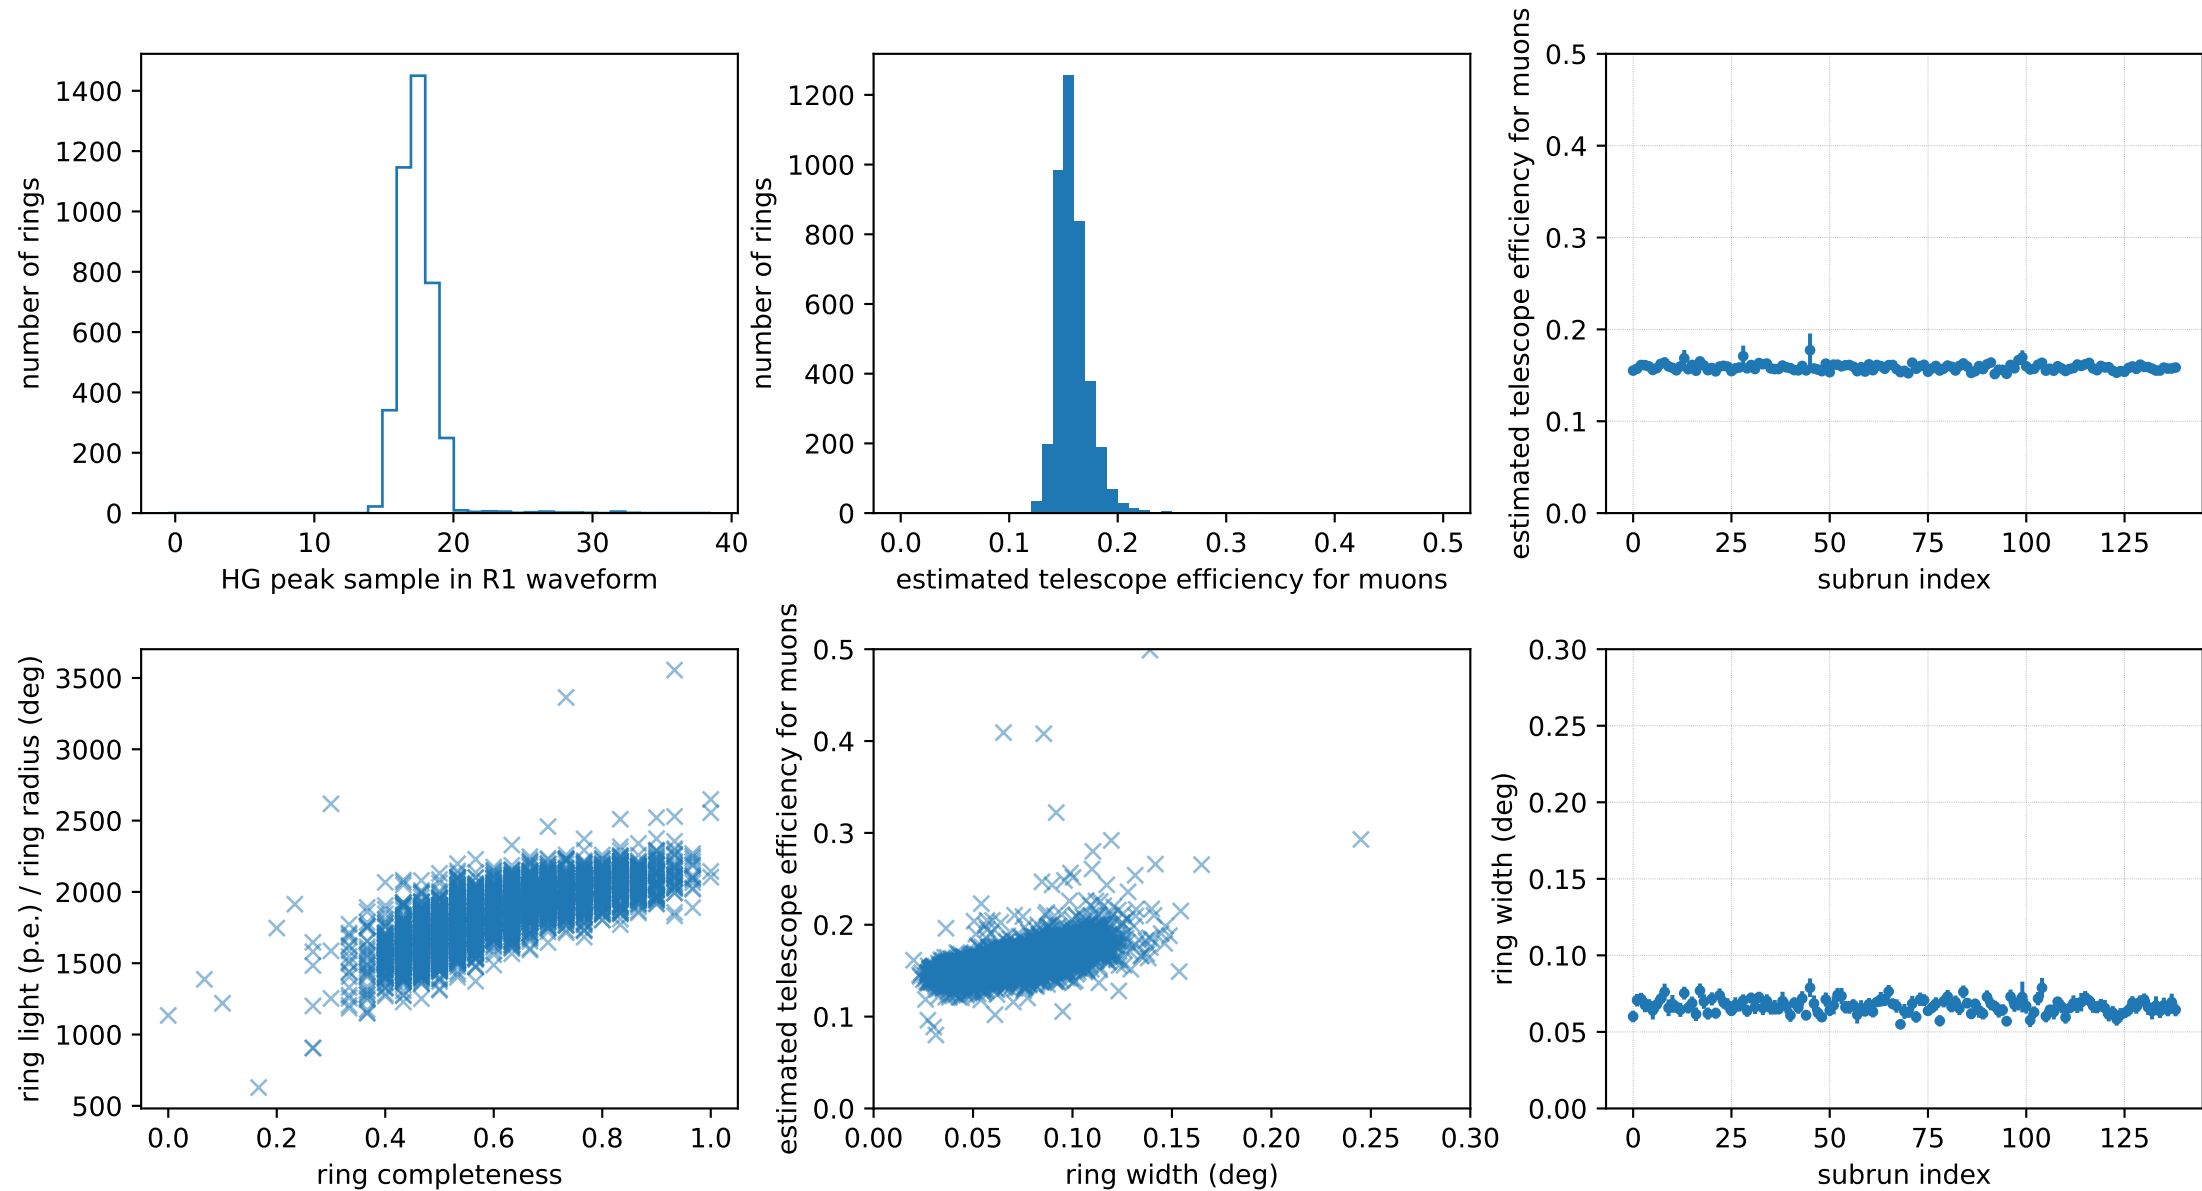 number of rings
1400
1200
1000
800
600
400
200
0
0 10 20 30 40
HG peak sample in R1 waveform
number of rings
1200
1000
800
600
400
200
0
0.0 0.1 0.2 0.3 0.4 0.5
estimated telescope efficiency for muons
estimated telescope efficiency for muons
0.5
0.4
0.3
0.2
0.1
0.0
0 25 50 75 100 125
subrun index
ring light (p.e.) / ring radius (deg)
3500
3000
2500
2000
1500
1000
500
0.0 0.2 0.4 0.6 0.8 1.0
ring completeness
estimated telescope efficiency for muons
0.5
0.4
0.3
0.2
0.1
0.0
0.00 0.05 0.10 0.15 0.20 0.25 0.30
ring width (deg)
ring width (deg)
0.30
0.25
0.20
0.15
0.10
0.05
0.00
0 25 50 75 100 125
subrun index